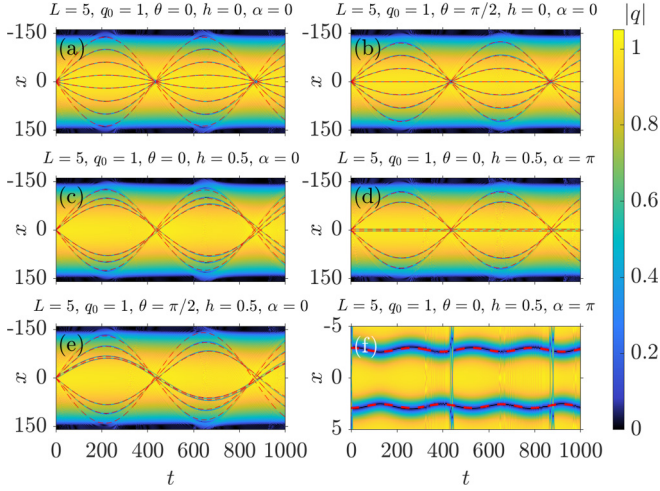 L = 5, q₀ = 1, θ = 0, h = 0, α = 0
L = 5, q₀ = 1, θ = π/2, h = 0, α = 0
|q|
-150
(a)
(b)
1
x
0
x
0
150
150
0.8
L = 5, q₀ = 1, θ = 0, h = 0.5, α = 0
L = 5, q₀ = 1, θ = 0, h = 0.5, α = π
-150
(c)
-150
(d)
0.6
x
0
x
0
150
150
0.4
L = 5, q₀ = 1, θ = π/2, h = 0.5, α = 0
L = 5, q₀ = 1, θ = 0, h = 0.5, α = π
-150
(e)
-5
(f)
0.2
x
0
x
0
150
5
0
0 200 400 600 800 1000
0 200 400 600 800 1000
t
t